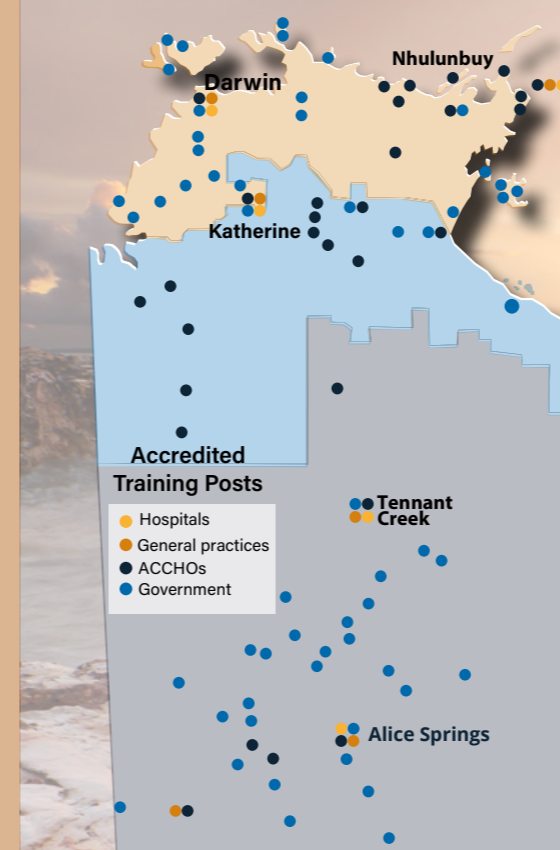 Nhulunbuy
Darwin
Katherine
Accredited
Training Posts
Hospitals
General practices
ACCHOs
Government
Tennant
Creek
Alice Springs